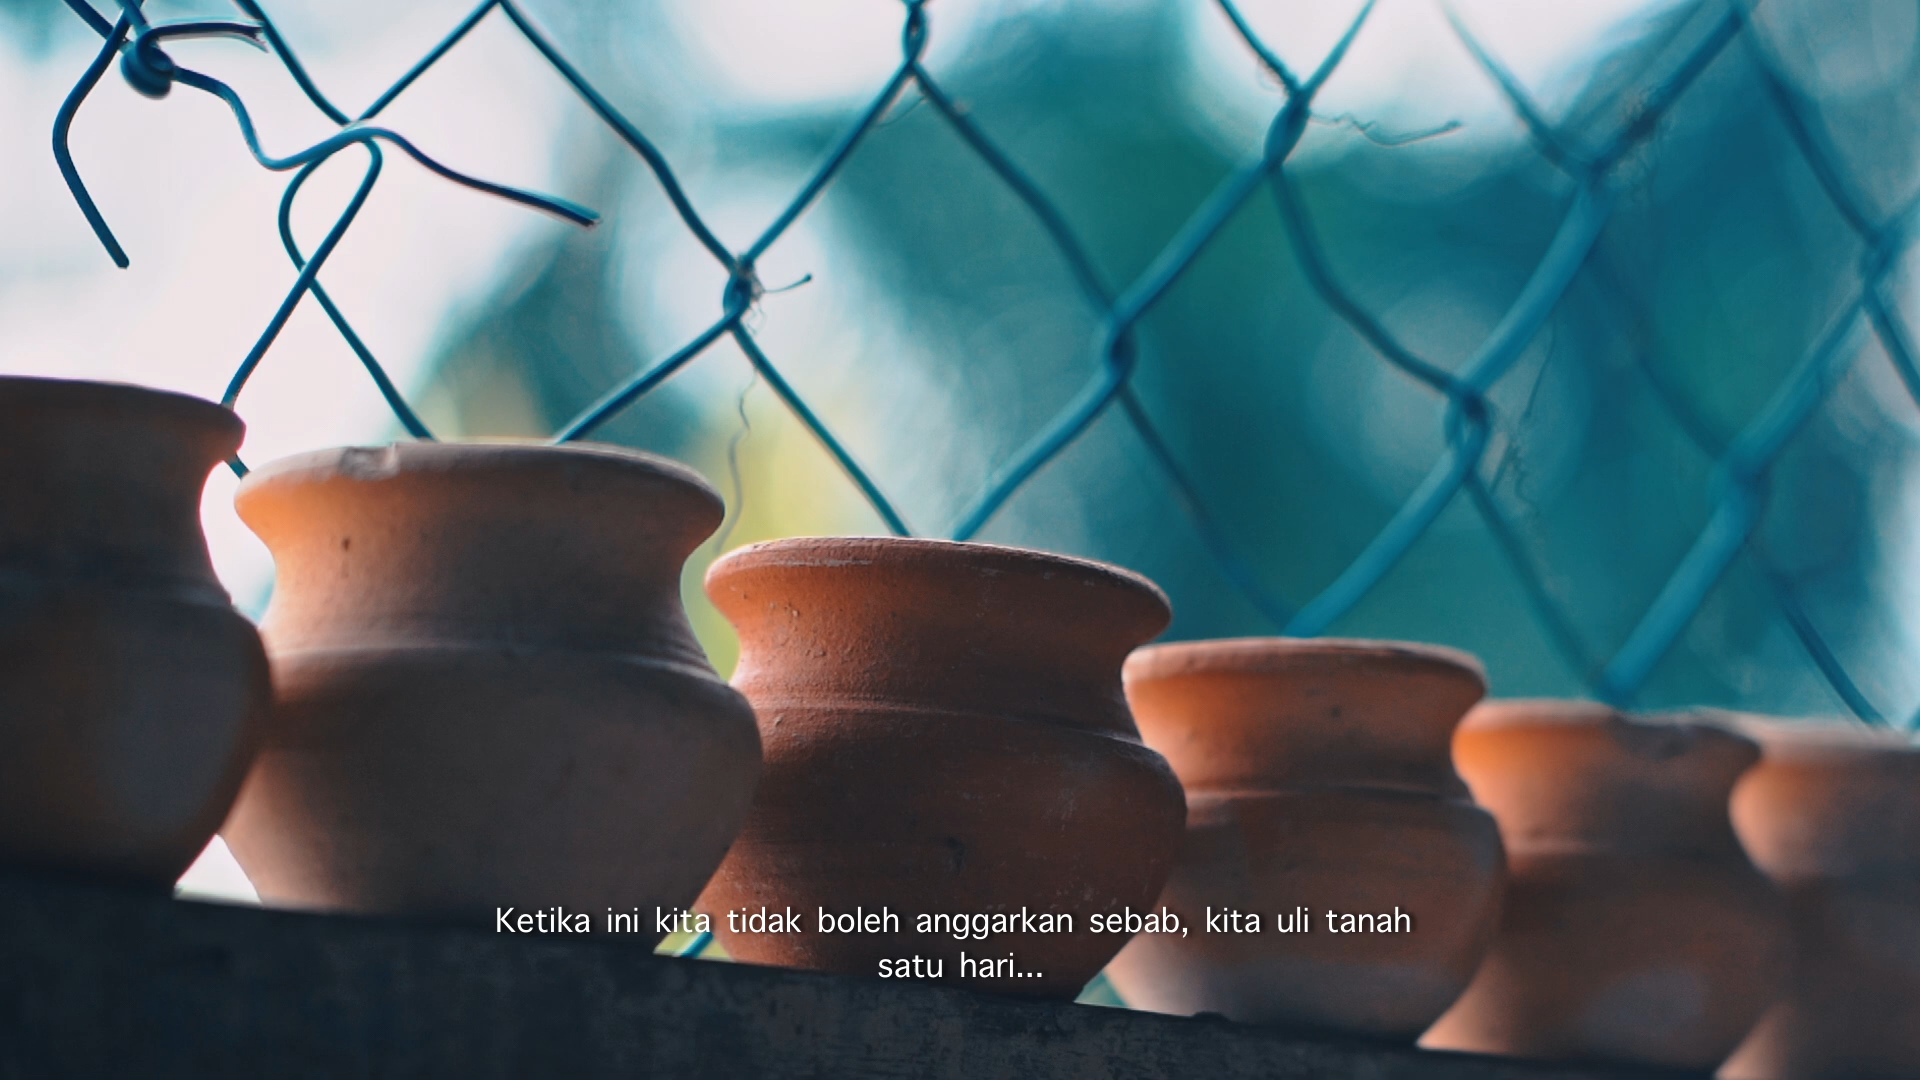 Ketika ini kita tidak boleh anggarkan sebab, kita uli tanah
satu hari...